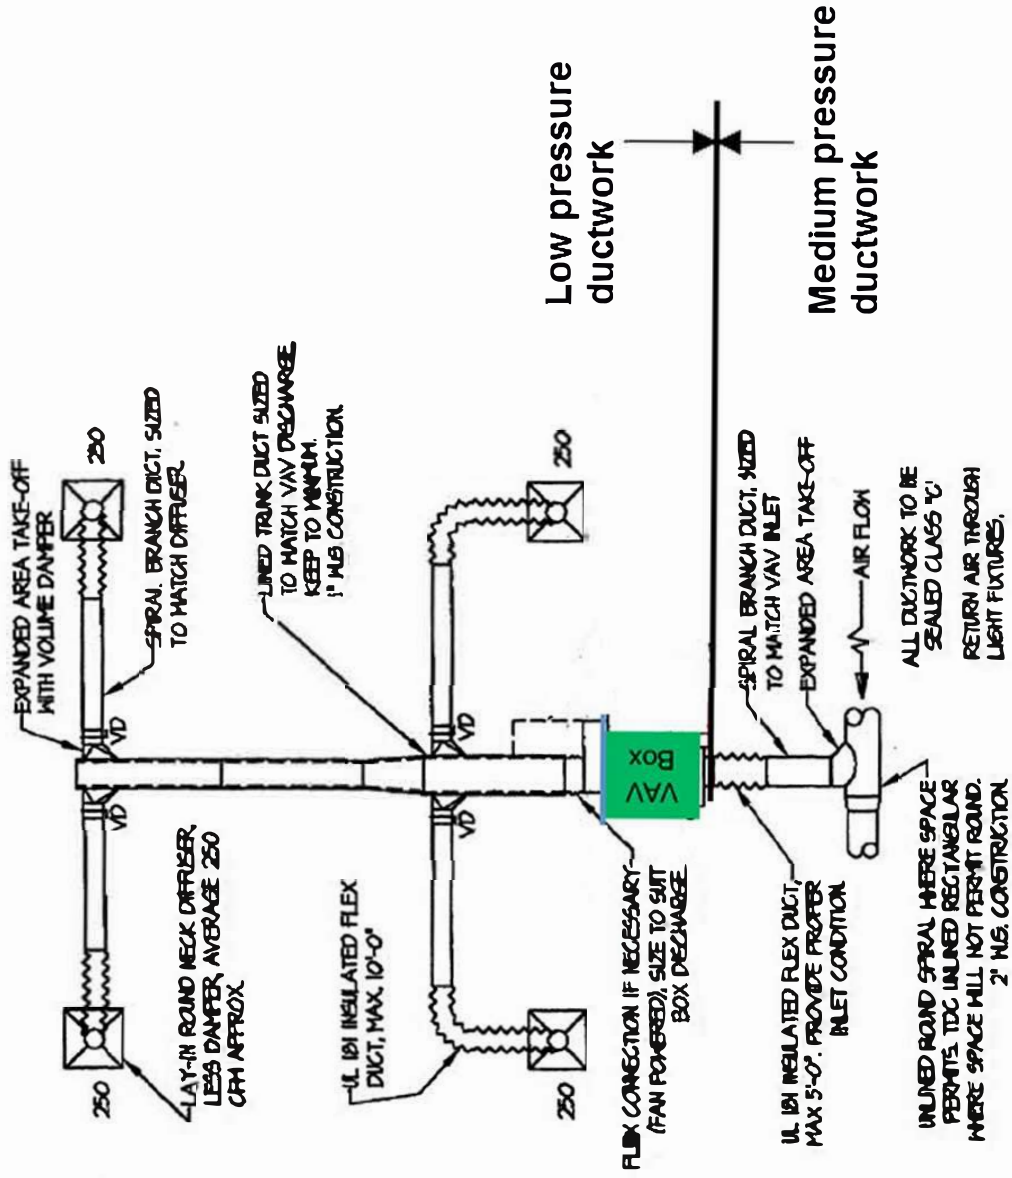 EXPANDED AREA TAKE-OFF
WITH VOLUME DAMPER
250
SPIRAL BRANCH DUCT, SIZED
TO MATCH DIFFUSER
VD
VD
LAY-IN ROUND NECK DIFFUSER,
LESS DAMPER, AVERAGE 250
CFM APPROX.
250
LINED TRUNK DUCT SIZED
TO MATCH VAV DISCHARGE.
KEEP TO MINIMUM.
1" W.G. CONSTRUCTION.
UL 181 INSULATED FLEX
DUCT, MAX. 10'-0"
VD
VD
250
250
Low pressure
ductwork
Medium pressure
ductwork
FLEX CONNECTION IF NECESSARY
(FAN POWERED), SIZE TO SUIT
BOX DISCHARGE
VAV
Box
UL 181 INSULATED FLEX DUCT,
MAX 5'-0". PROVIDE PROPER
INLET CONDITION
SPIRAL BRANCH DUCT, SIZED
TO MATCH VAV INLET
EXPANDED AREA TAKE-OFF
AIR FLOW
UNLINED ROUND SPIRAL WHERE SPACE
PERMITS. TDC UNLINED RECTANGULAR
WHERE SPACE WILL NOT PERMIT ROUND.
2" W.G. CONSTRUCTION
ALL DUCTWORK TO BE
SEALED CLASS "C"
RETURN AIR THROUGH
LIGHT FIXTURES.